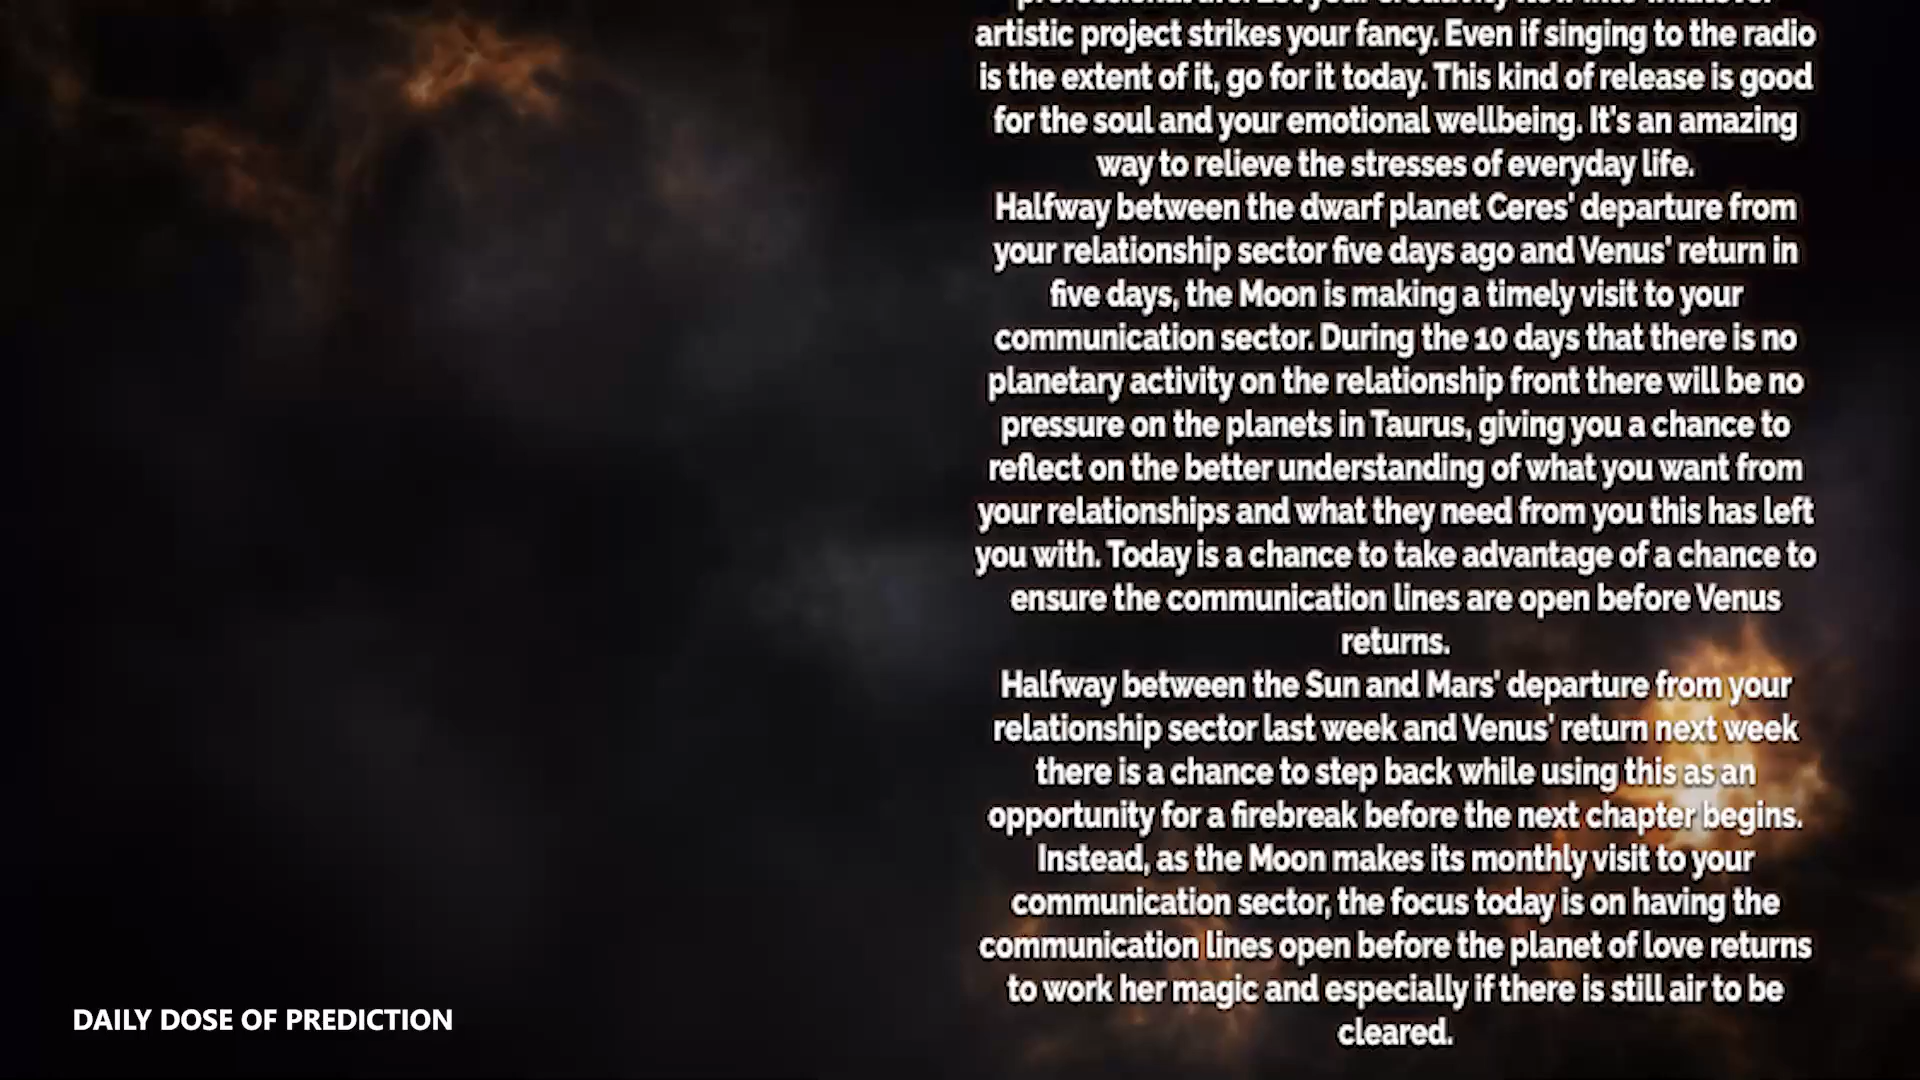 artistic project strikes your fancy. Even if singing to the radio
is the extent of it, go for it today. This kind of release is good
for the soul and your emotional wellbeing. It's an amazing
way to relieve the stresses of everyday life.
Halfway between the dwarf planet Ceres' departure from
your relationship sector five days ago and Venus' return in
five days, the Moon is making a timely visit to your
communication sector. During the 10 days that there is no
planetary activity on the relationship front there will be no
pressure on the planets in Taurus, giving you a chance to
reflect on the better understanding of what you want from
your relationships and what they need from you this has left
you with. Today is a chance to take advantage of a chance to
ensure the communication lines are open before Venus
returns.
Halfway between the Sun and Mars' departure from your
relationship sector last week and Venus' return next week
there is a chance to step back while using this as an
opportunity for a firebreak before the next chapter begins.
Instead, as the Moon makes its monthly visit to your
communication sector, the focus today is on having the
communication lines open before the planet of love returns
to work her magic and especially if there is still air to be
cleared.
DAILY DOSE OF PREDICTION